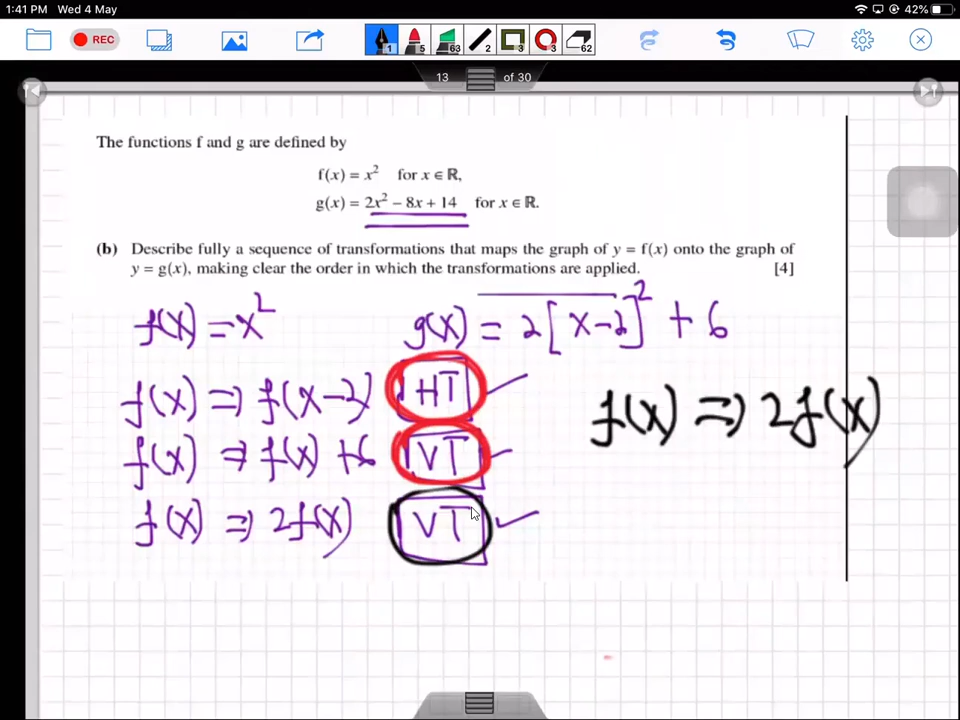 1:41 PM Wed 4 May 42%
REC 1 5 63 2 3 3 62
13 of 30
The functions f and g are defined by
f(x) = x² for x ∈ ℝ,
g(x) = 2x² – 8x + 14 for x ∈ ℝ.
(b) Describe fully a sequence of transformations that maps the graph of y = f(x) onto the graph of
y = g(x), making clear the order in which the transformations are applied. [4]
f(x) = x² g(x) = 2[x-2]² + 6
f(x) ⇒ f(x-2) HT ✓
f(x) ⇒ 2f(x)
f(x) ⇒ f(x) + 6 VT ✓
f(x) ⇒ 2f(x) VT ✓